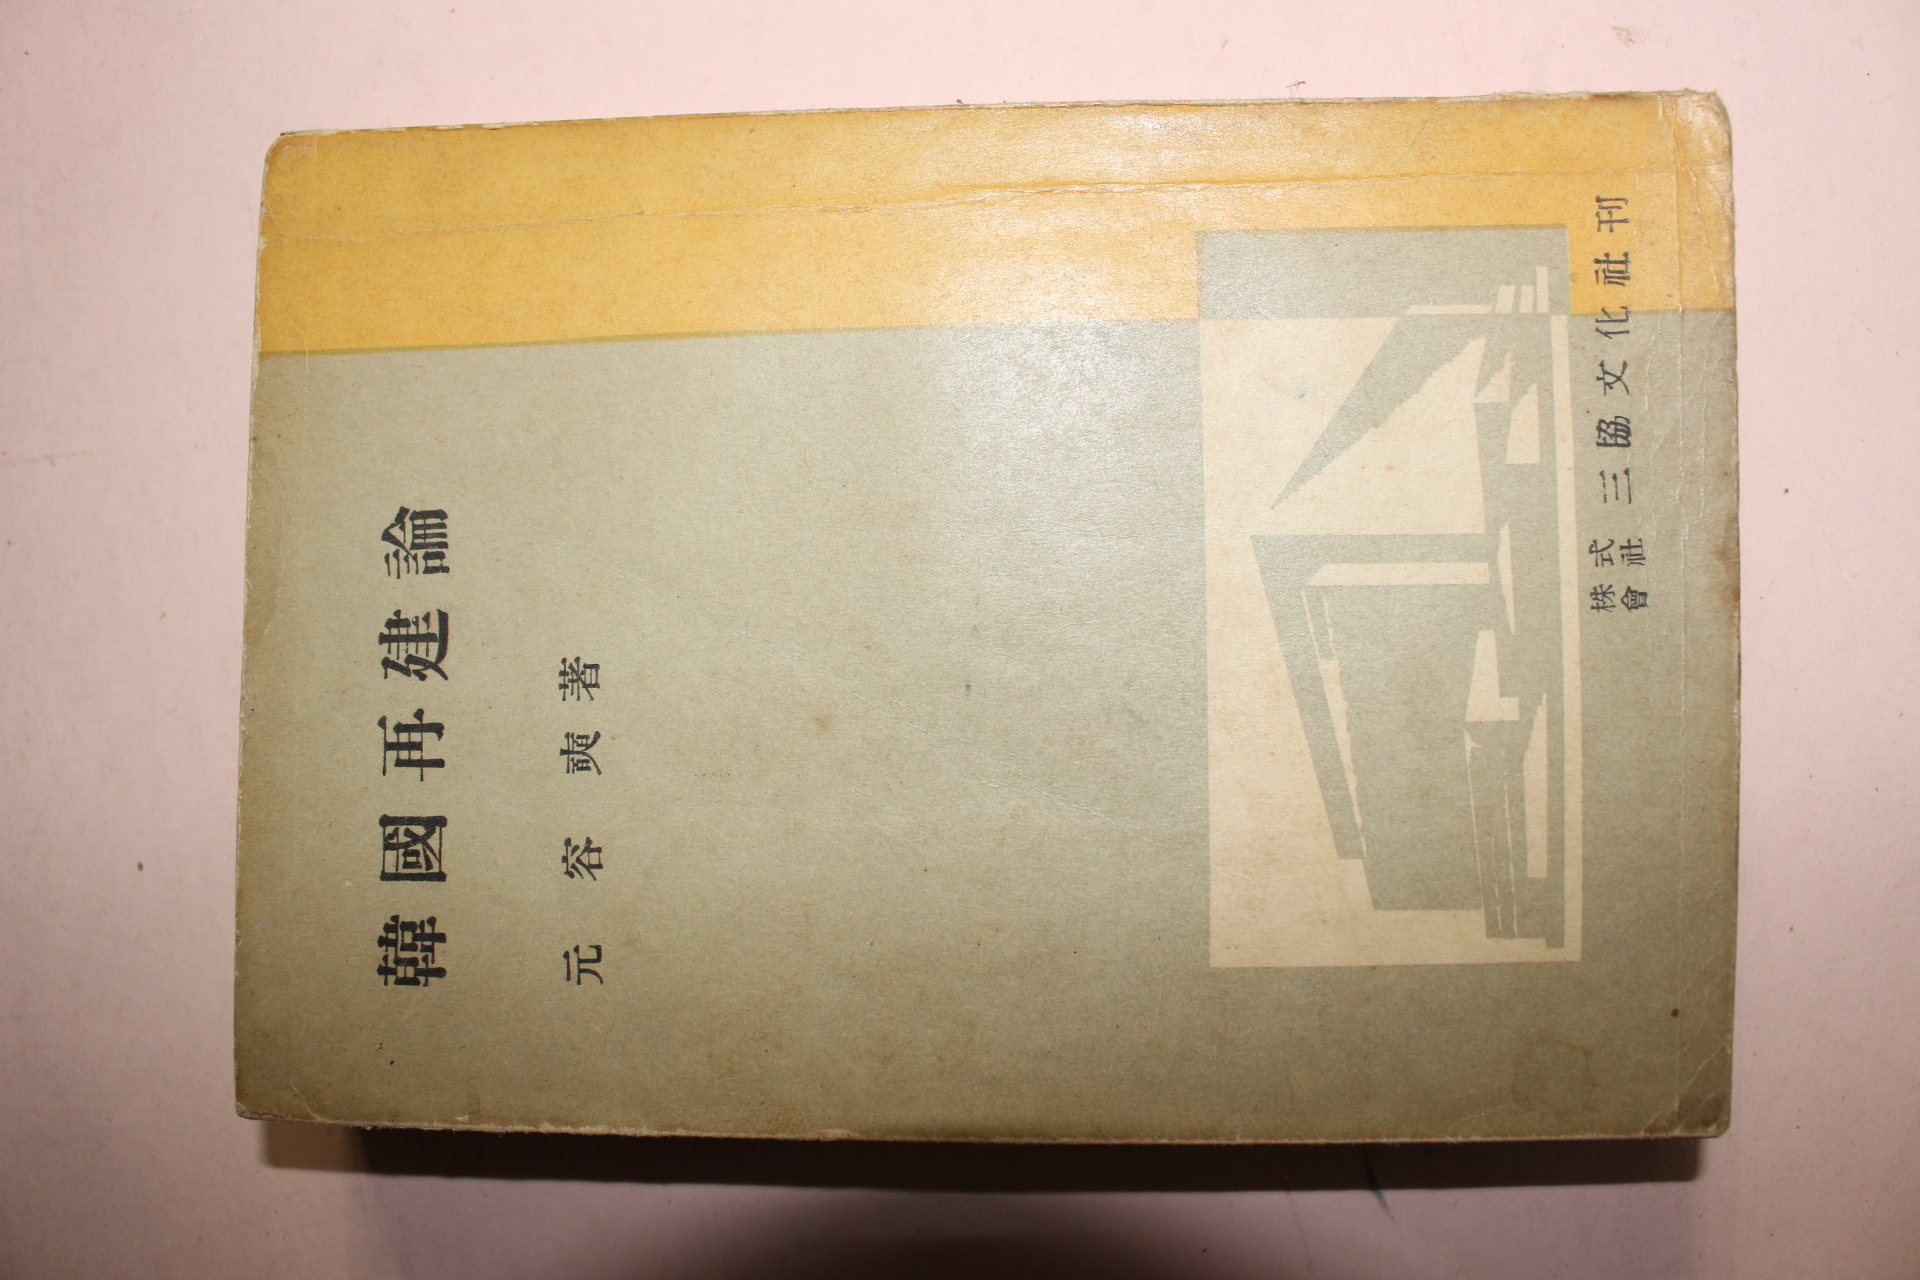 韓國再建論
元容奭著
株式會社 三協文化社刊